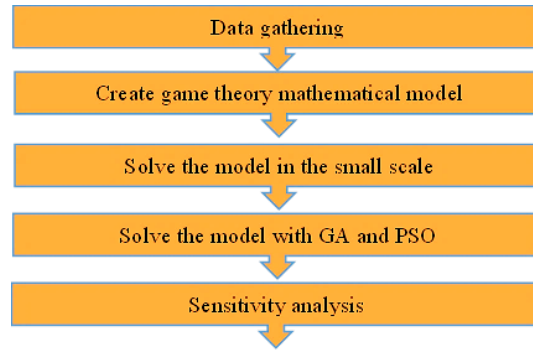 Data gathering
Create game theory mathematical model
Solve the model in the small scale
Solve the model with GA and PSO
Sensitivity analysis